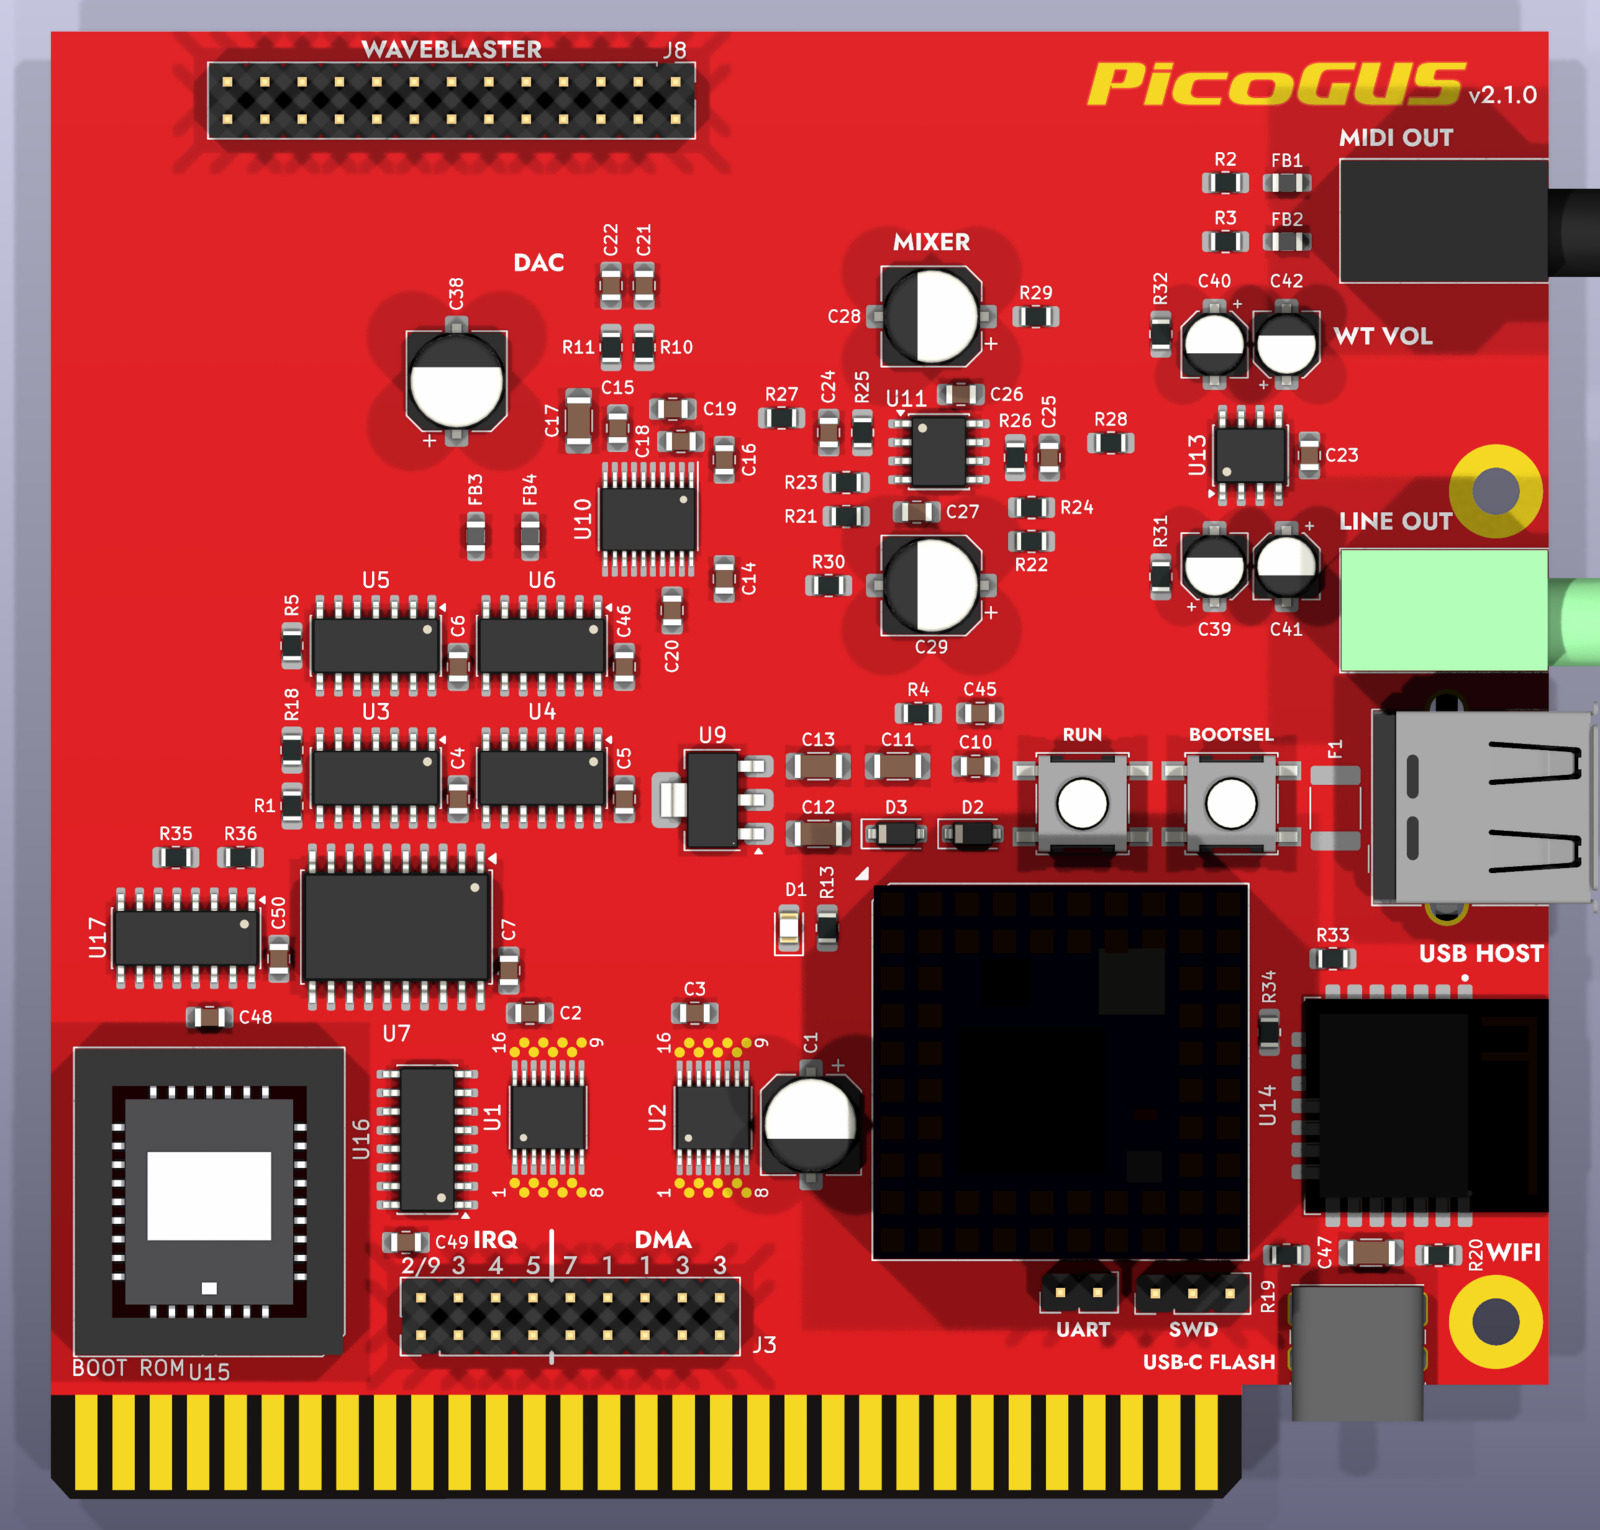 WAVEBLASTER J8
PicoGUS v2.1.0
MIDI OUT
R2 FB1
R3 FB2
C22 C21
DAC
MIXER
C38
C28
R29
R32
C40 C42
WT VOL
R11 R10
C17
C15
C18
C19
C16
R27
C24
R25
U11
C26
R26
C25
R28
U13
C23
FB3
FB4
U10
R23
R21
C27
R24
R22
LINE OUT
R31
R30
C14
C29
C39 C41
R5
U5
C6
U6
C46
C20
R18
U3
C4
U4
C5
R1
U9
R4 C45
C13 C11 C10
C12 D3 D2
RUN
BOOTSEL
F1
R35 R36
U17
C50
C7
D1
R13
R33
USB HOST
C48
U7
C2
C3
C1
R34
U14
16 9
16 9
U16
U1
U2
1 8
1 8
C49 IRQ DMA
2/9 3 4 5 7 1 1 3 3
J3
C47
R20
WIFI
R19
UART SWD
USB-C FLASH
BOOT ROM U15